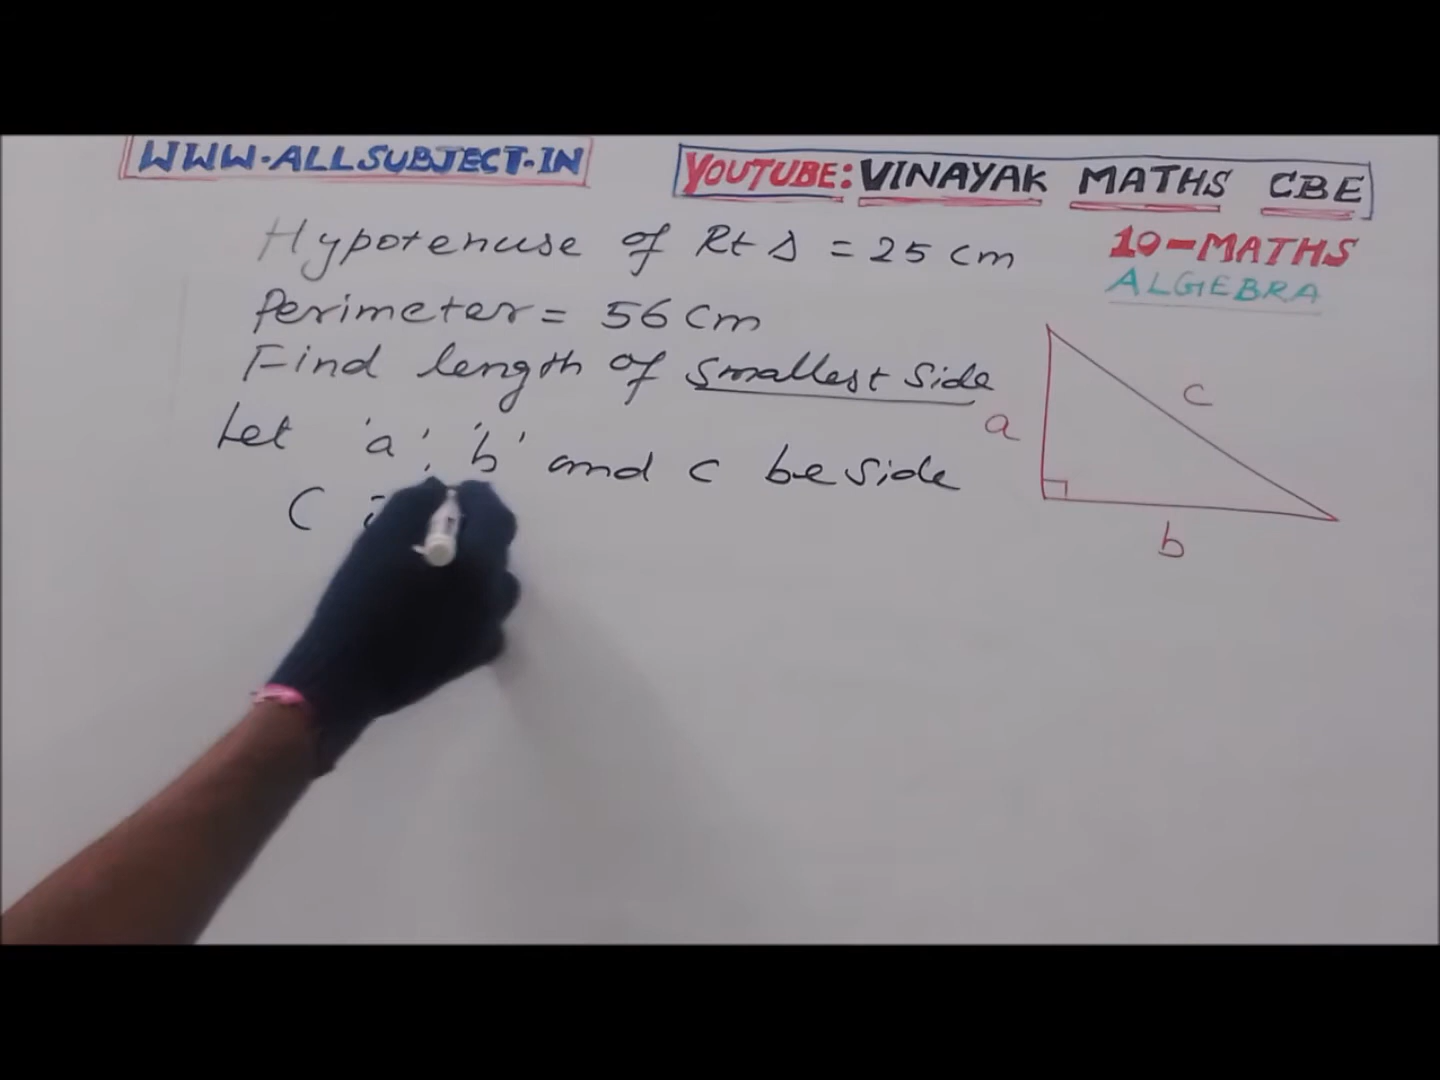 WWW.ALLSUBJECT.IN
YOUTUBE: VINAYAK MATHS CBE
10-MATHS
ALGEBRA
Hypotenuse of Rt Δ = 25 cm
Perimeter = 56 cm
Find length of smallest side
Let 'a', 'b' and c be side
C i
a
c
b